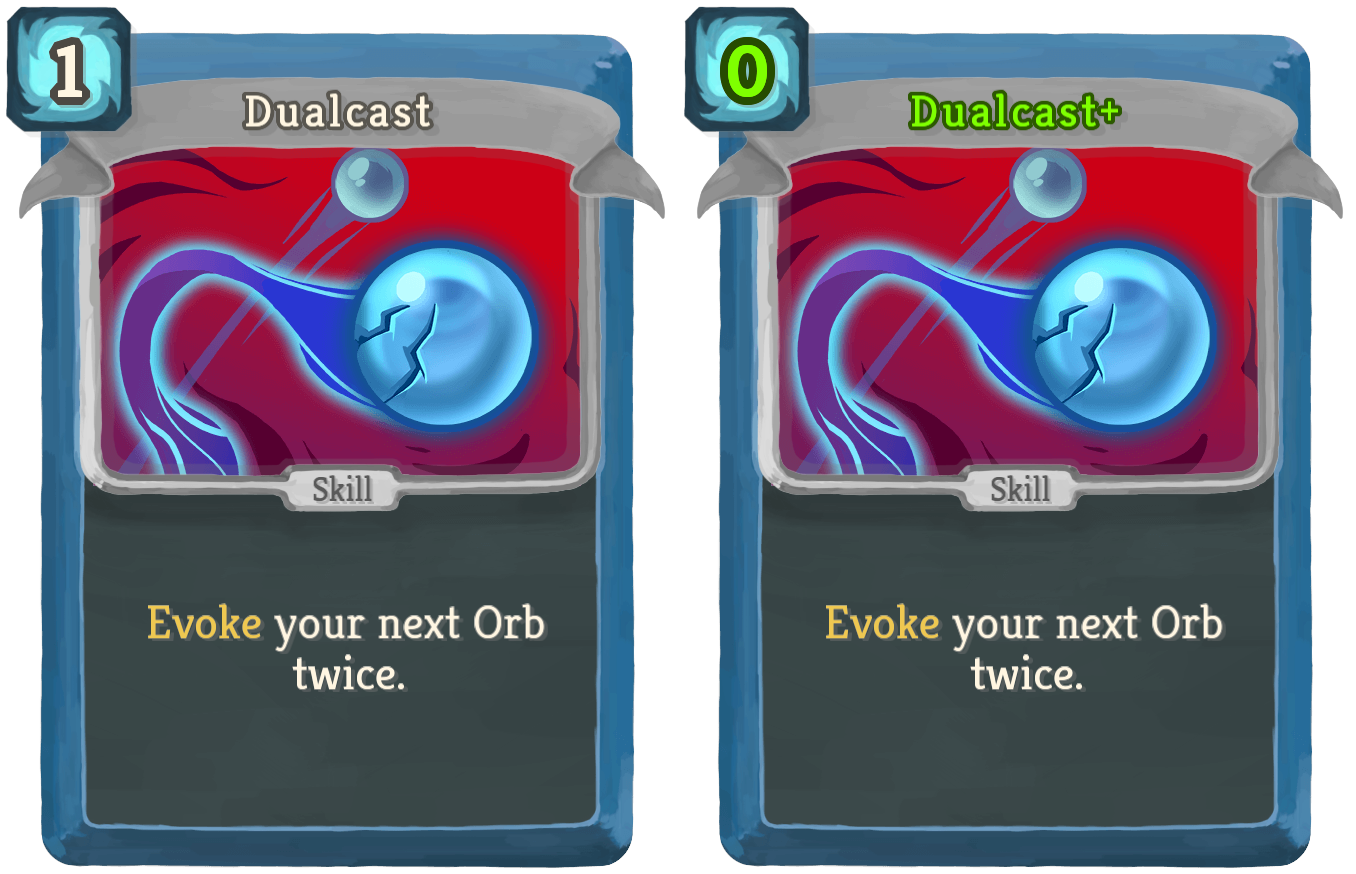 1
Dualcast
Skill
Evoke your next Orb
twice.
0
Dualcast+
Skill
Evoke your next Orb
twice.